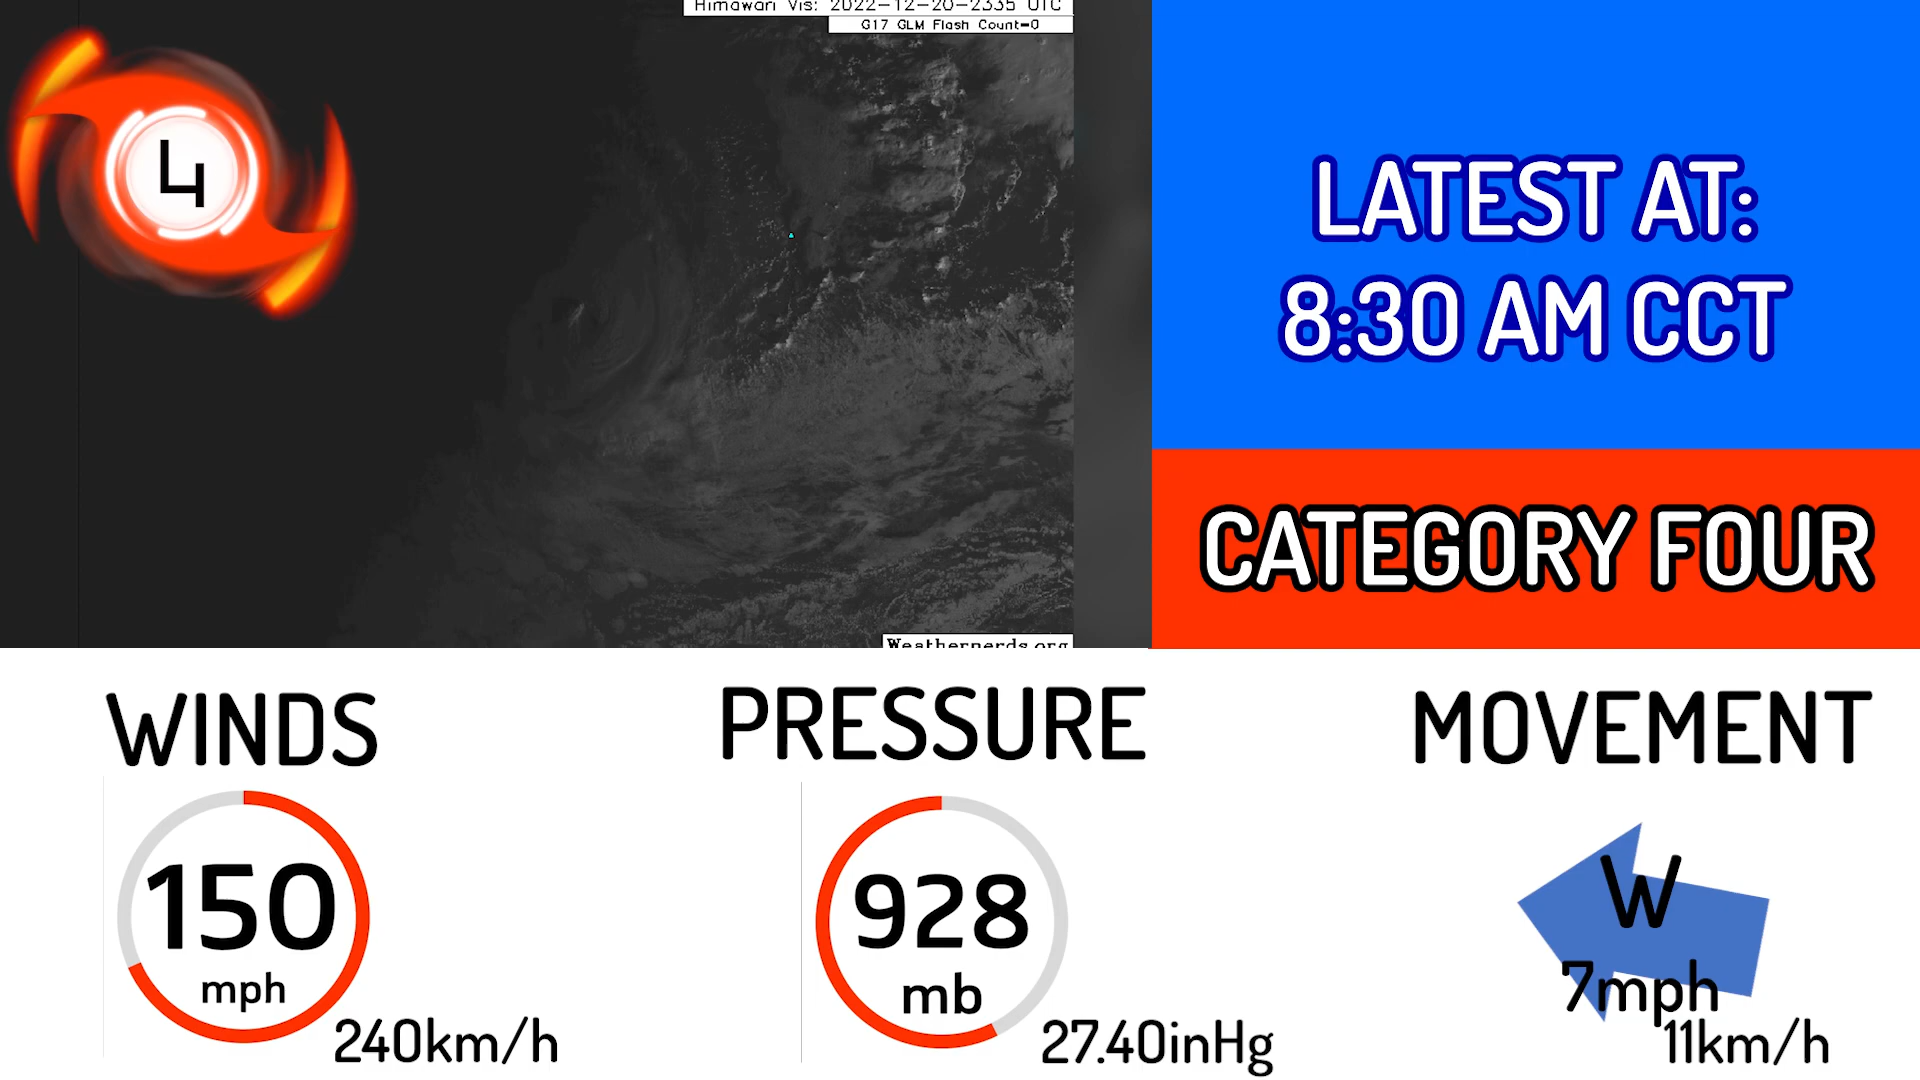 Himawari Vis: 2022-12-20-2335 UTC
G17 GLM Flash Count=0
4
LATEST AT:
8:30 AM CCT
CATEGORY FOUR
Weathernerds.org
WINDS
150
mph
240km/h
PRESSURE
928
mb
27.40inHg
MOVEMENT
W
7mph
11km/h